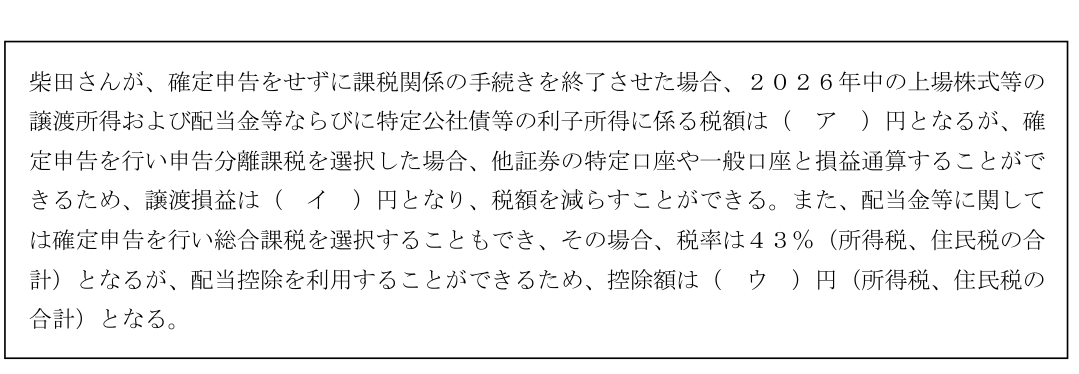 柴田さんが、確定申告をせずに課税関係の手続きを終了させた場合、２０２６年中の上場株式等の
譲渡所得および配当金等ならびに特定公社債等の利子所得に係る税額は（　ア　）円となるが、確
定申告を行い申告分離課税を選択した場合、他証券の特定口座や一般口座と損益通算することがで
きるため、譲渡損益は（　イ　）円となり、税額を減らすことができる。また、配当金等に関して
は確定申告を行い総合課税を選択することもでき、その場合、税率は４３％（所得税、住民税の合
計）となるが、配当控除を利用することができるため、控除額は（　ウ　）円（所得税、住民税の
合計）となる。